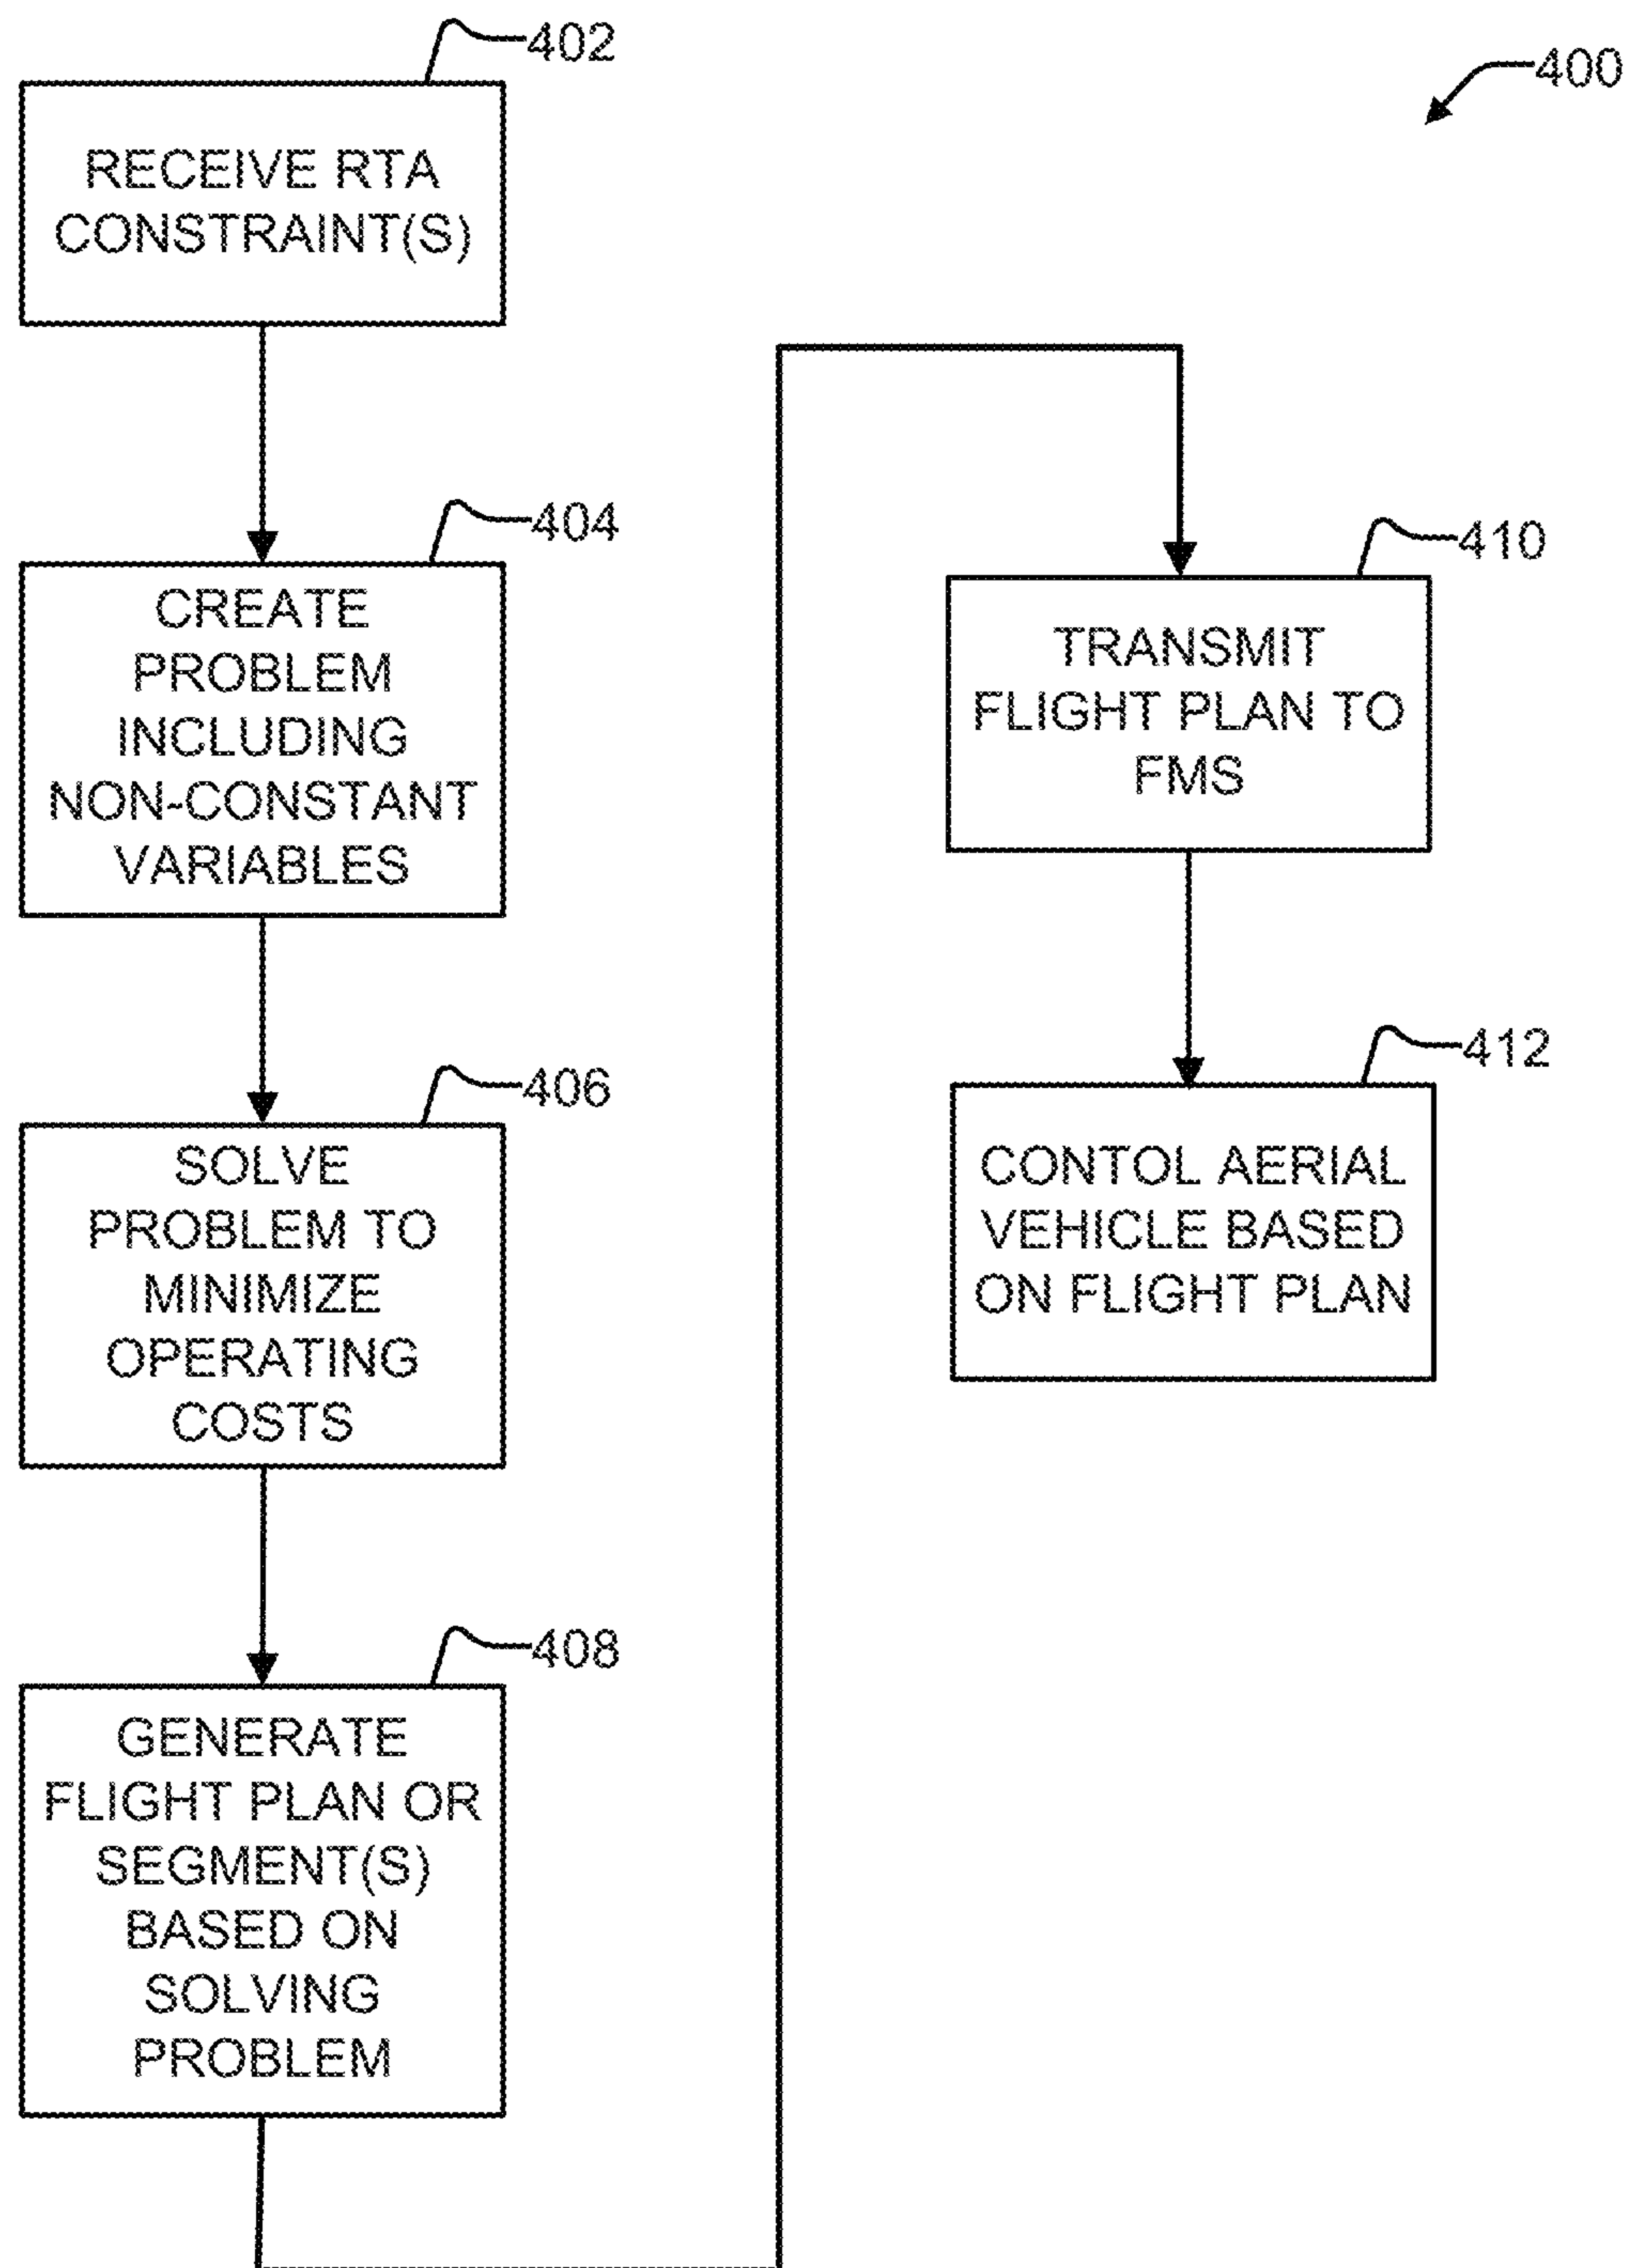 402
RECEIVE RTA
CONSTRAINT(S)
404
CREATE
PROBLEM
INCLUDING
NON-CONSTANT
VARIABLES
406
SOLVE
PROBLEM TO
MINIMIZE
OPERATING
COSTS
408
GENERATE
FLIGHT PLAN OR
SEGMENT(S)
BASED ON
SOLVING
PROBLEM
400
410
TRANSMIT
FLIGHT PLAN TO
FMS
412
CONTOL AERIAL
VEHICLE BASED
ON FLIGHT PLAN